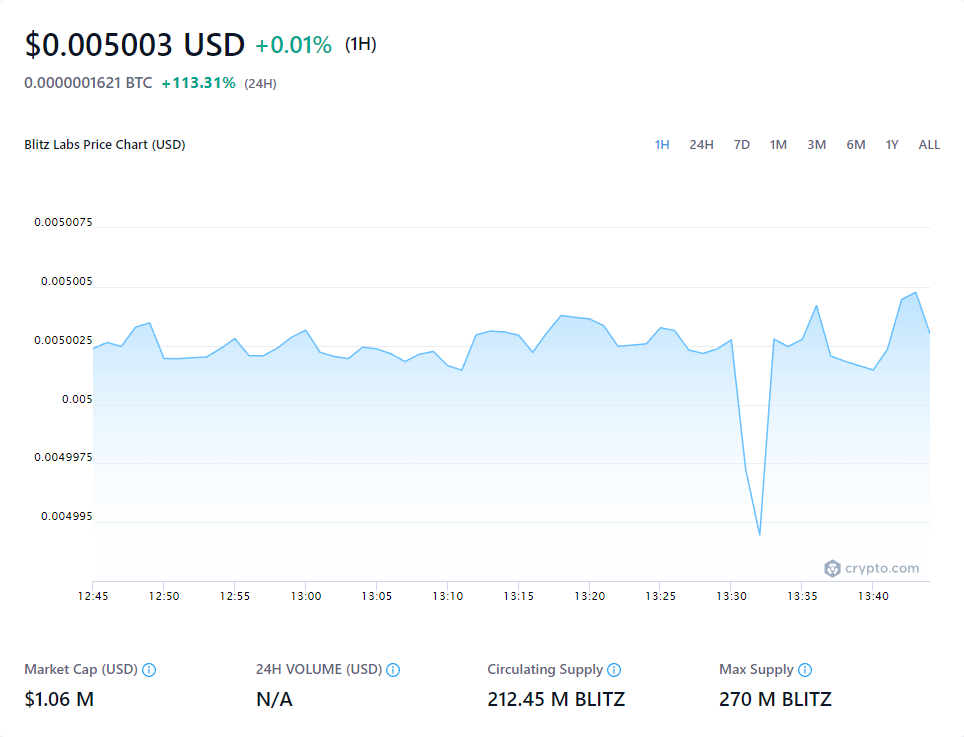 $0.005003 USD +0.01% (1H)
0.0000001621 BTC +113.31% (24H)
Blitz Labs Price Chart (USD) 1H 24H 7D 1M 3M 6M 1Y ALL
0.0050075
0.005005
0.0050025
0.005
0.0049975
0.004995
crypto.com
12:45 12:50 12:55 13:00 13:05 13:10 13:15 13:20 13:25 13:30 13:35 13:40
Market Cap (USD) 24H VOLUME (USD) Circulating Supply Max Supply
$1.06 M N/A 212.45 M BLITZ 270 M BLITZ